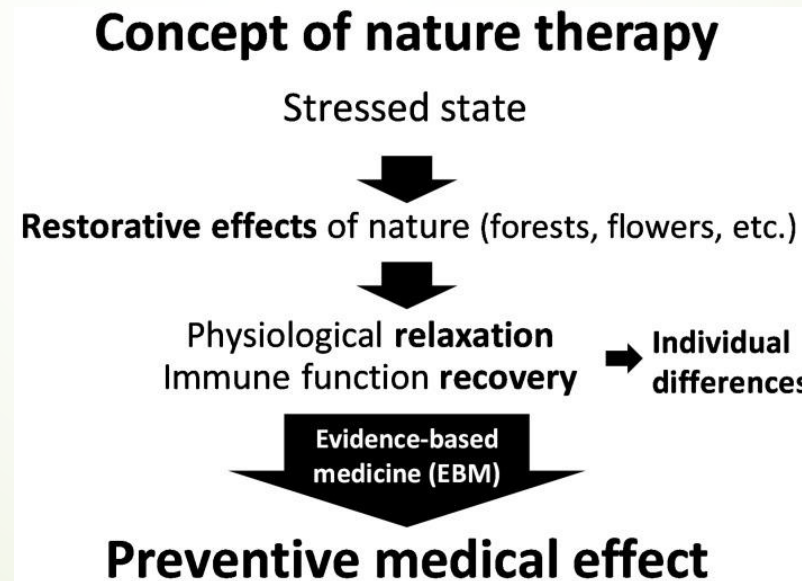 Concept of nature therapy
Stressed state
Restorative effects of nature (forests, flowers, etc.)
Physiological relaxation
Immune function recovery
Individual
differences
Evidence-based
medicine (EBM)
Preventive medical effect